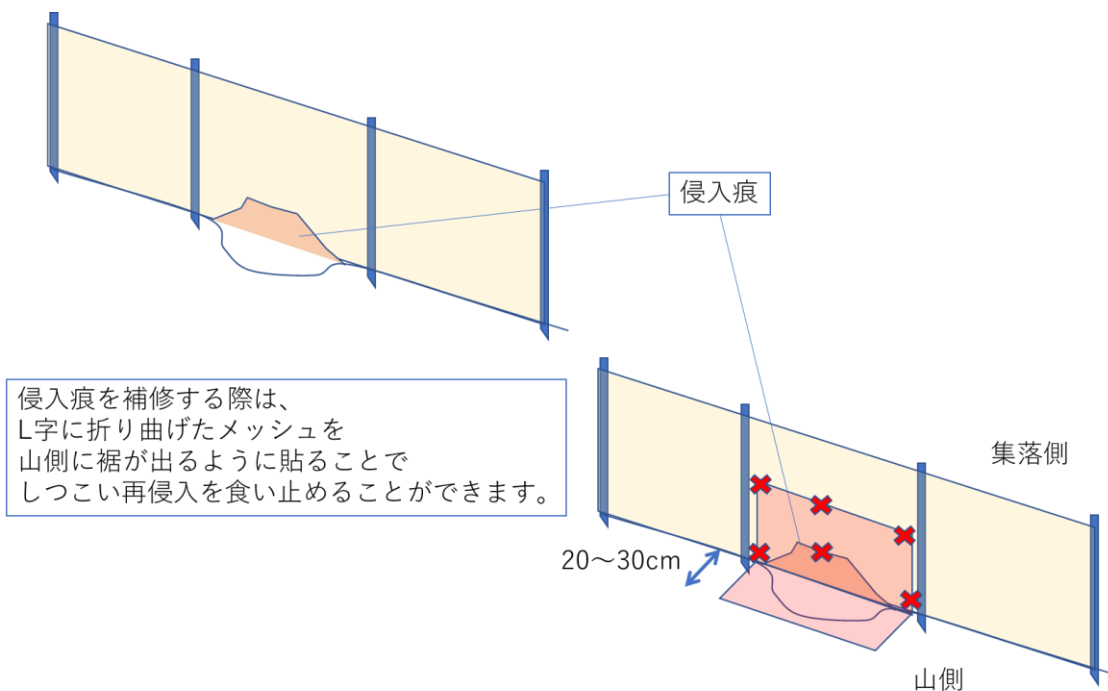 侵入痕
侵入痕を補修する際は、
L字に折り曲げたメッシュを
山側に裾が出るように貼ることで
しつこい再侵入を食い止めることができます。
集落側
20～30cm
山側